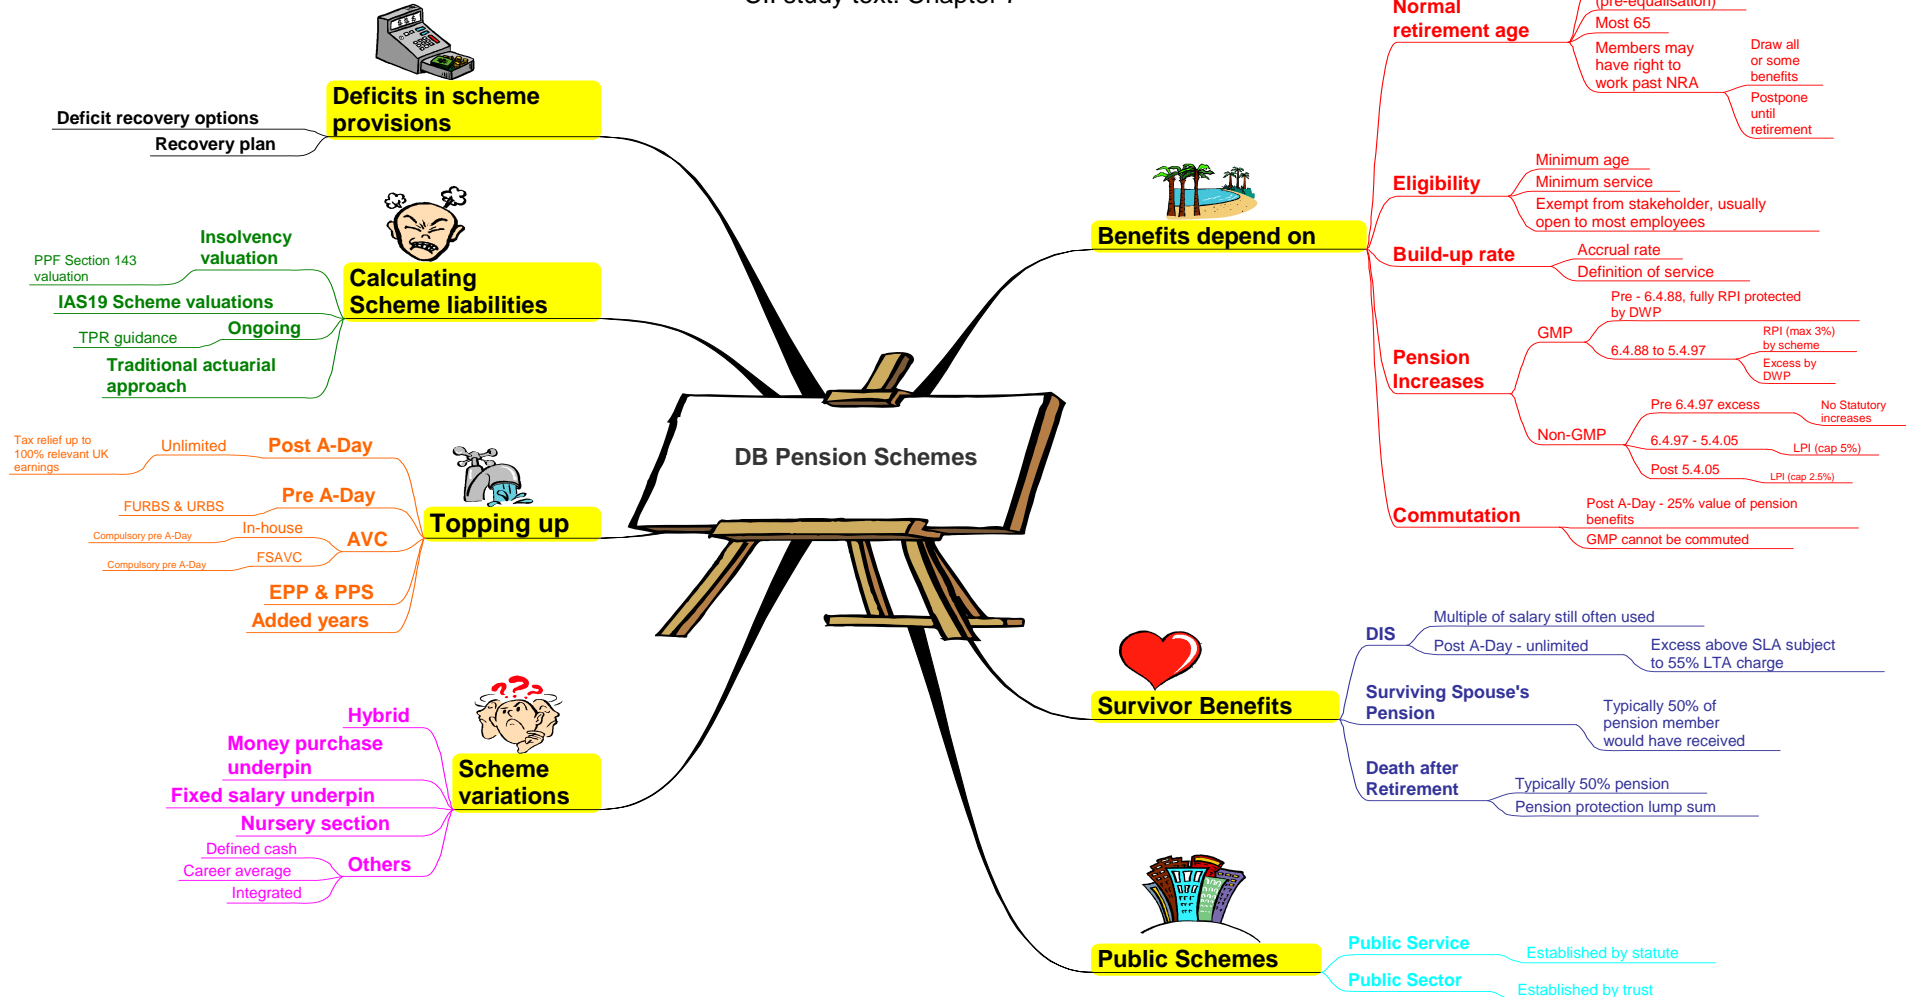 CII study text: Chapter 7
Deficits in scheme
provisions
Deficit recovery options
Recovery plan
Calculating
Scheme liabilities
Insolvency
valuation
PPF Section 143
valuation
IAS19 Scheme valuations
Ongoing
TPR guidance
Traditional actuarial
approach
Topping up
Post A-Day
Unlimited
Tax relief up to
100% relevant UK
earnings
Pre A-Day
FURBS & URBS
AVC
In-house
Compulsory pre A-Day
FSAVC
Compulsory pre A-Day
EPP & PPS
Added years
Scheme
variations
Hybrid
Money purchase
underpin
Fixed salary underpin
Nursery section
Others
Defined cash
Career average
Integrated
DB Pension Schemes
Benefits depend on
Normal
retirement age
(pre-equalisation)
Most 65
Members may
have right to
work past NRA
Draw all
or some
benefits
Postpone
until
retirement
Eligibility
Minimum age
Minimum service
Exempt from stakeholder, usually
open to most employees
Build-up rate
Accrual rate
Definition of service
Pension
Increases
GMP
Pre - 6.4.88, fully RPI protected
by DWP
6.4.88 to 5.4.97
RPI (max 3%)
by scheme
Excess by
DWP
Non-GMP
Pre 6.4.97 excess
No Statutory
increases
6.4.97 - 5.4.05
LPI (cap 5%)
Post 5.4.05
LPI (cap 2.5%)
Commutation
Post A-Day - 25% value of pension
benefits
GMP cannot be commuted
Survivor Benefits
DIS
Multiple of salary still often used
Post A-Day - unlimited
Excess above SLA subject
to 55% LTA charge
Surviving Spouse's
Pension
Typically 50% of
pension member
would have received
Death after
Retirement
Typically 50% pension
Pension protection lump sum
Public Schemes
Public Service
Established by statute
Public Sector
Established by trust